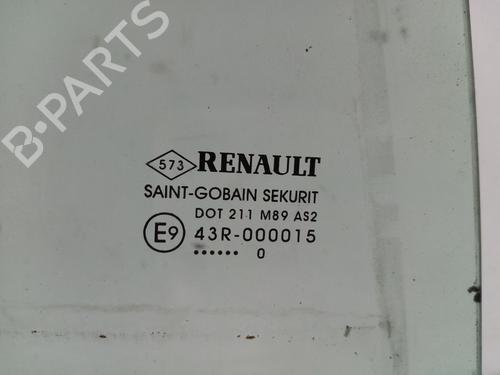 B-PARTS
573 RENAULT
SAINT-GOBAIN SEKURIT
DOT 211 M89 AS2
E9 43R-000015
...... 0